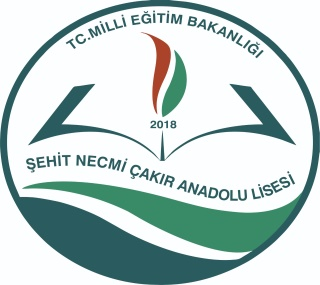 TC.MİLLİ EĞİTİM BAKANLIĞI
2018
ŞEHİT NECMİ ÇAKIR ANADOLU LİSESİ